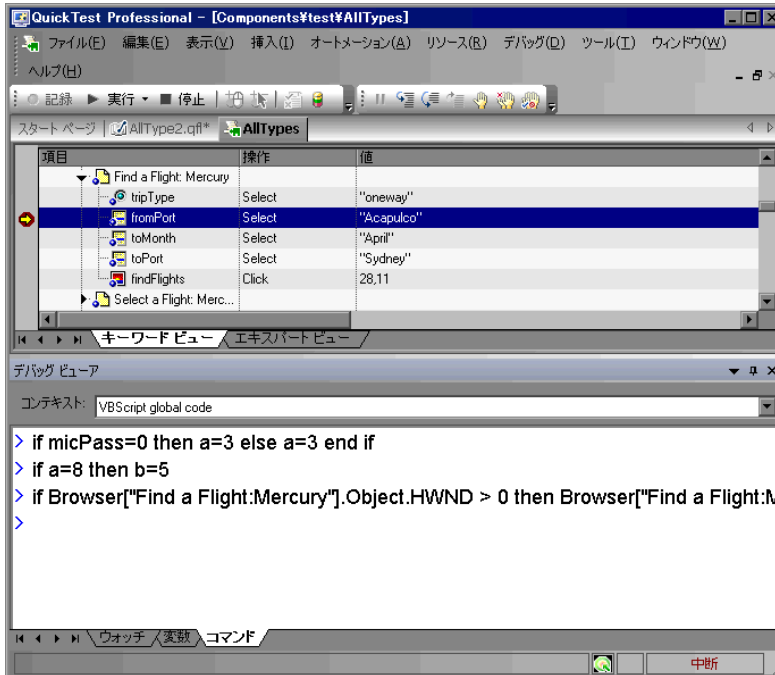 QuickTest Professional - [Components¥test¥AllTypes]
ファイル(F) 編集(E) 表示(V) 挿入(I) オートメーション(A) リソース(R) デバッグ(D) ツール(T) ウィンドウ(W)
ヘルプ(H)
記録 実行 停止
スタート ページ AllType2.qfl* AllTypes
項目 操作 値
Find a Flight: Mercury
tripType Select "oneway"
fromPort Select "Acapulco"
toMonth Select "April"
toPort Select "Sydney"
findFlights Click 28,11
Select a Flight: Merc...
キーワード ビュー エキスパート ビュー
デバッグ ビューア
コンテキスト: VBScript global code
> if micPass=0 then a=3 else a=3 end if
> if a=8 then b=5
> if Browser["Find a Flight:Mercury"].Object.HWND > 0 then Browser["Find a Flight:M
>
ウォッチ 変数 コマンド
中断